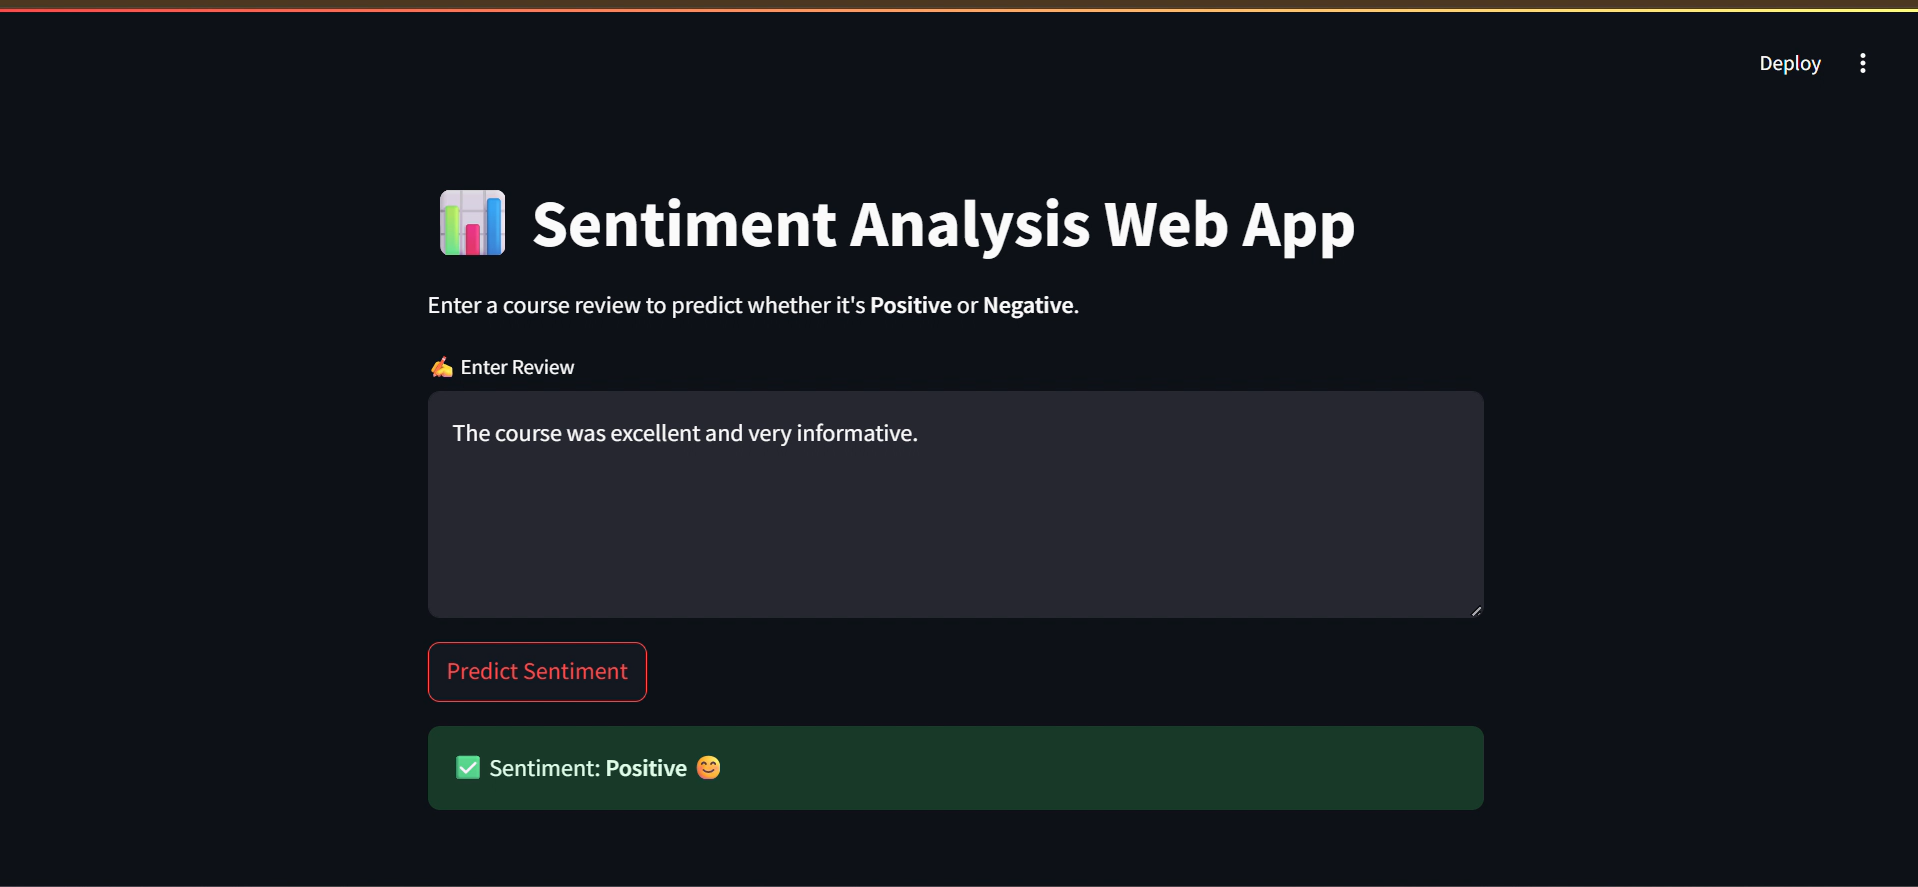 Deploy
Sentiment Analysis Web App
Enter a course review to predict whether it's Positive or Negative.
Enter Review
The course was excellent and very informative.
Predict Sentiment
Sentiment: Positive